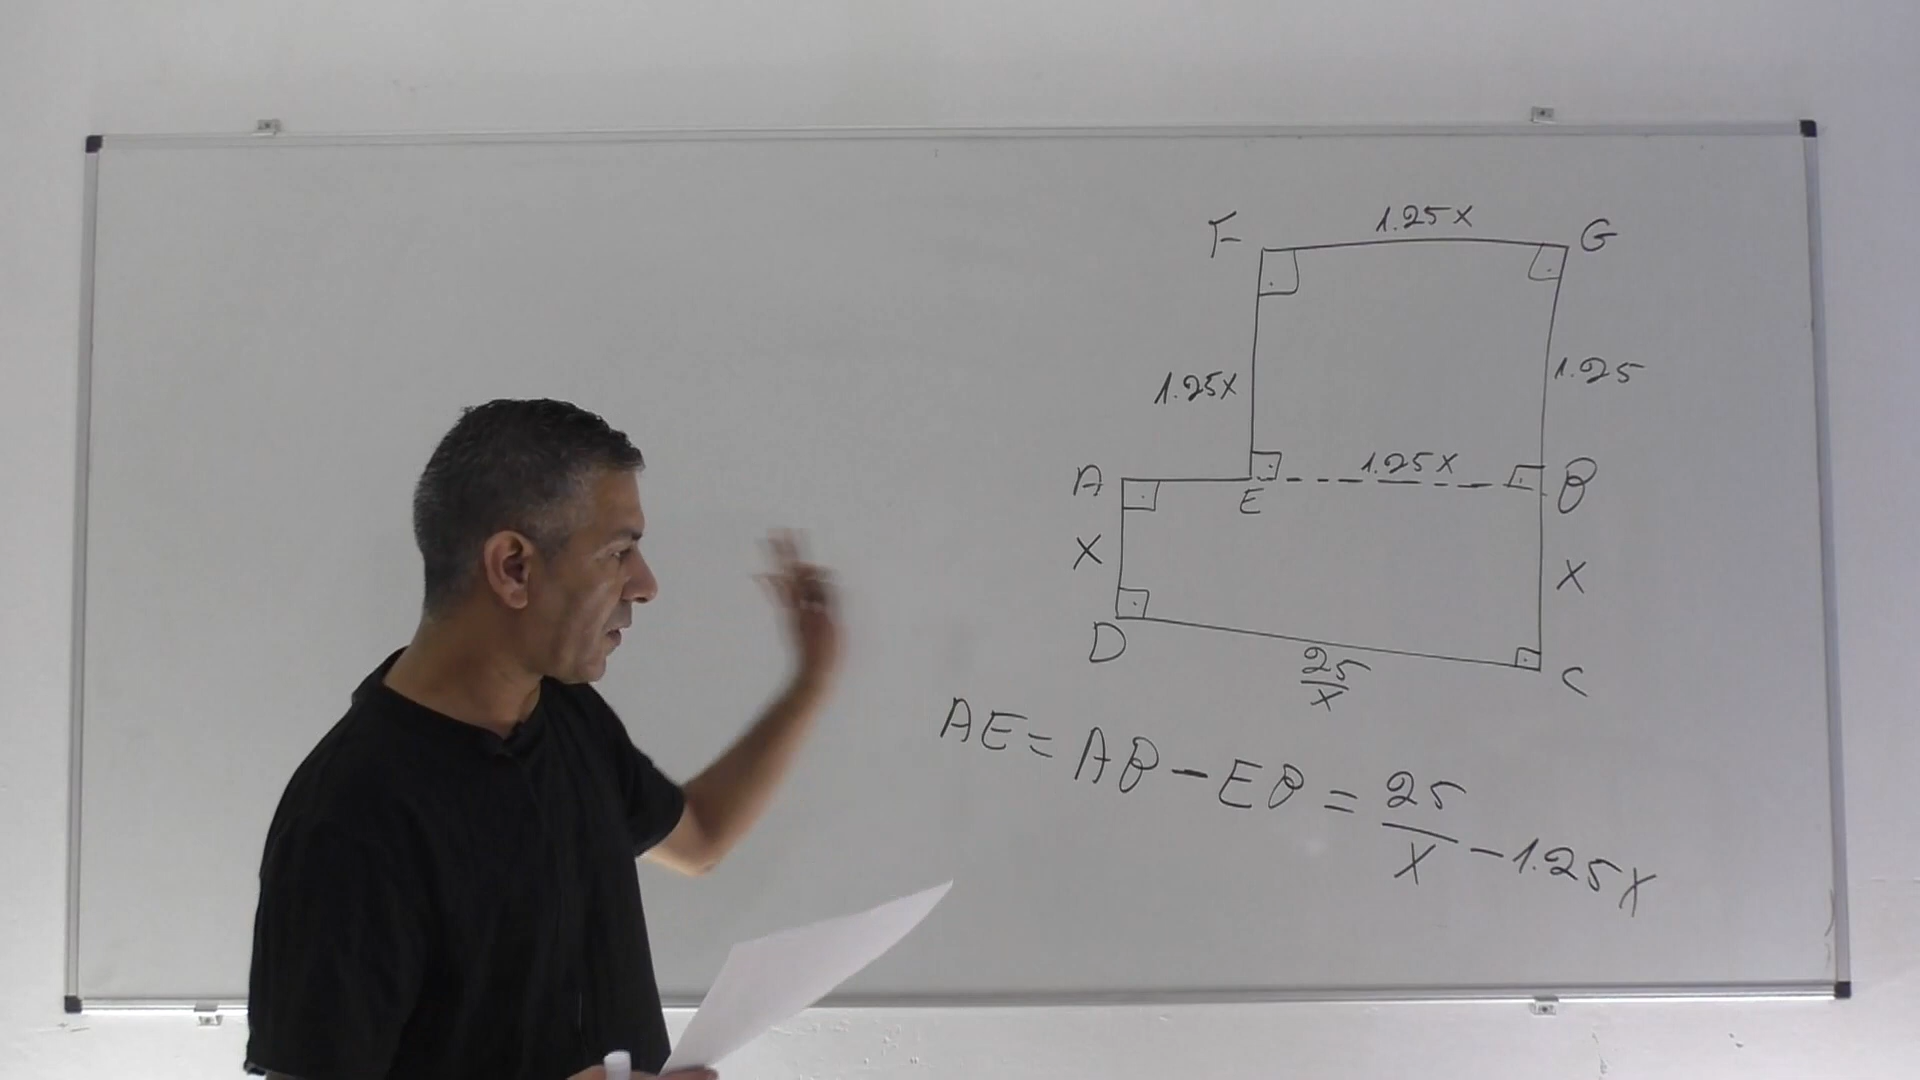 1.25x
F G
1.25x 1.25
1.25x
A E B
x x
D C
25/x
AE = AB - EB = 25/x - 1.25x